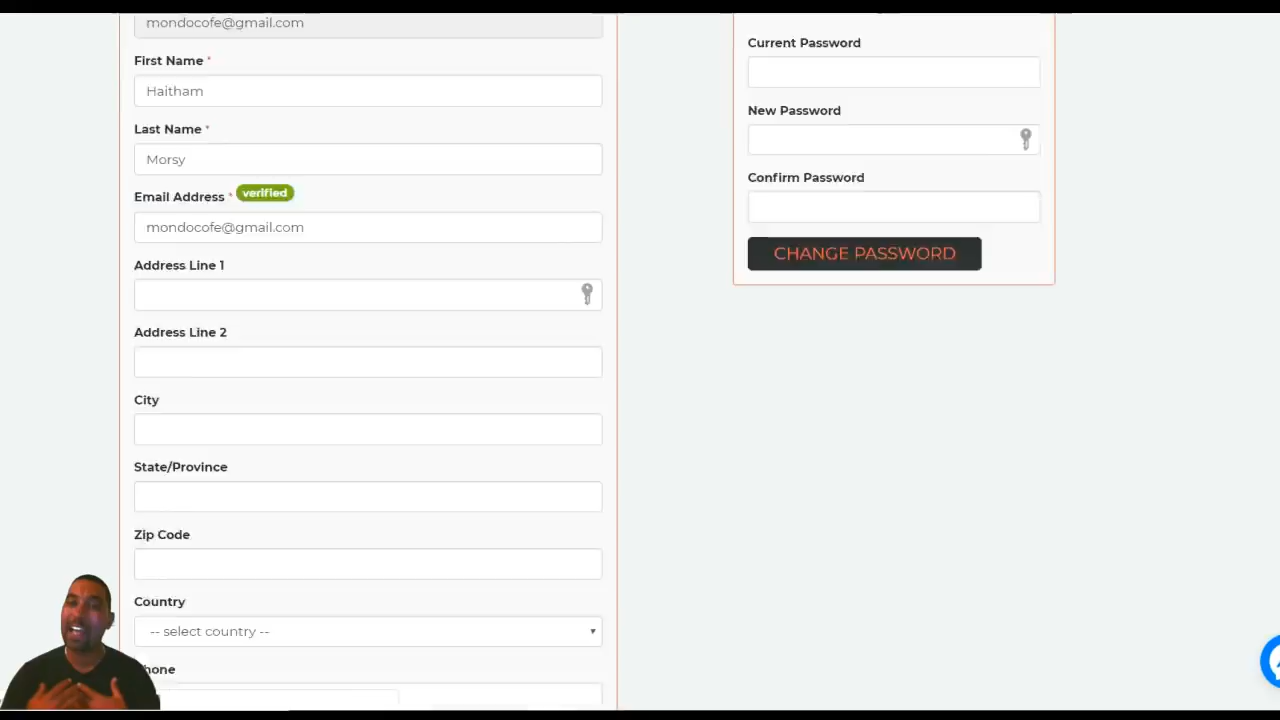 mondocofe@gmail.com
First Name *
Haitham
Last Name *
Morsy
Email Address * verified
mondocofe@gmail.com
Address Line 1
Address Line 2
City
State/Province
Zip Code
Country
-- select country --
Current Password
New Password
Confirm Password
CHANGE PASSWORD